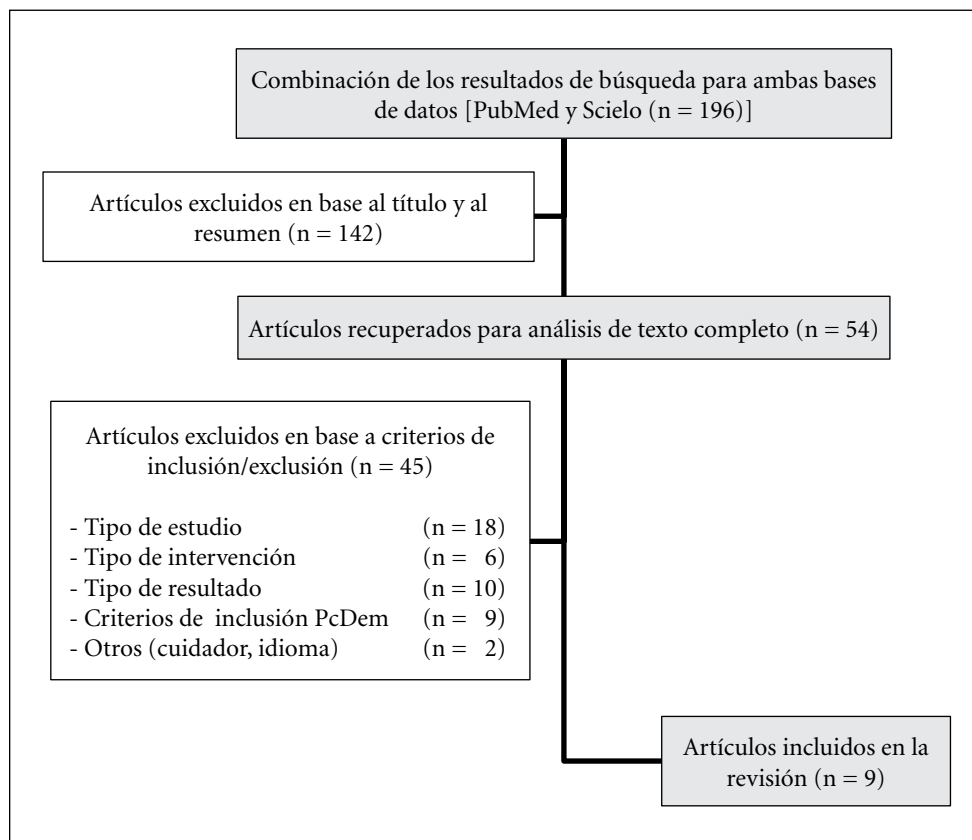 Combinación de los resultados de búsqueda para ambas bases
de datos [PubMed y Scielo (n = 196)]
Artículos excluidos en base al título y al
resumen (n = 142)
Artículos recuperados para análisis de texto completo (n = 54)
Artículos excluidos en base a criterios de
inclusión/exclusión (n = 45)
- Tipo de estudio (n = 18)
- Tipo de intervención (n = 6)
- Tipo de resultado (n = 10)
- Criterios de inclusión PcDem (n = 9)
- Otros (cuidador, idioma) (n = 2)
Artículos incluidos en la
revisión (n = 9)